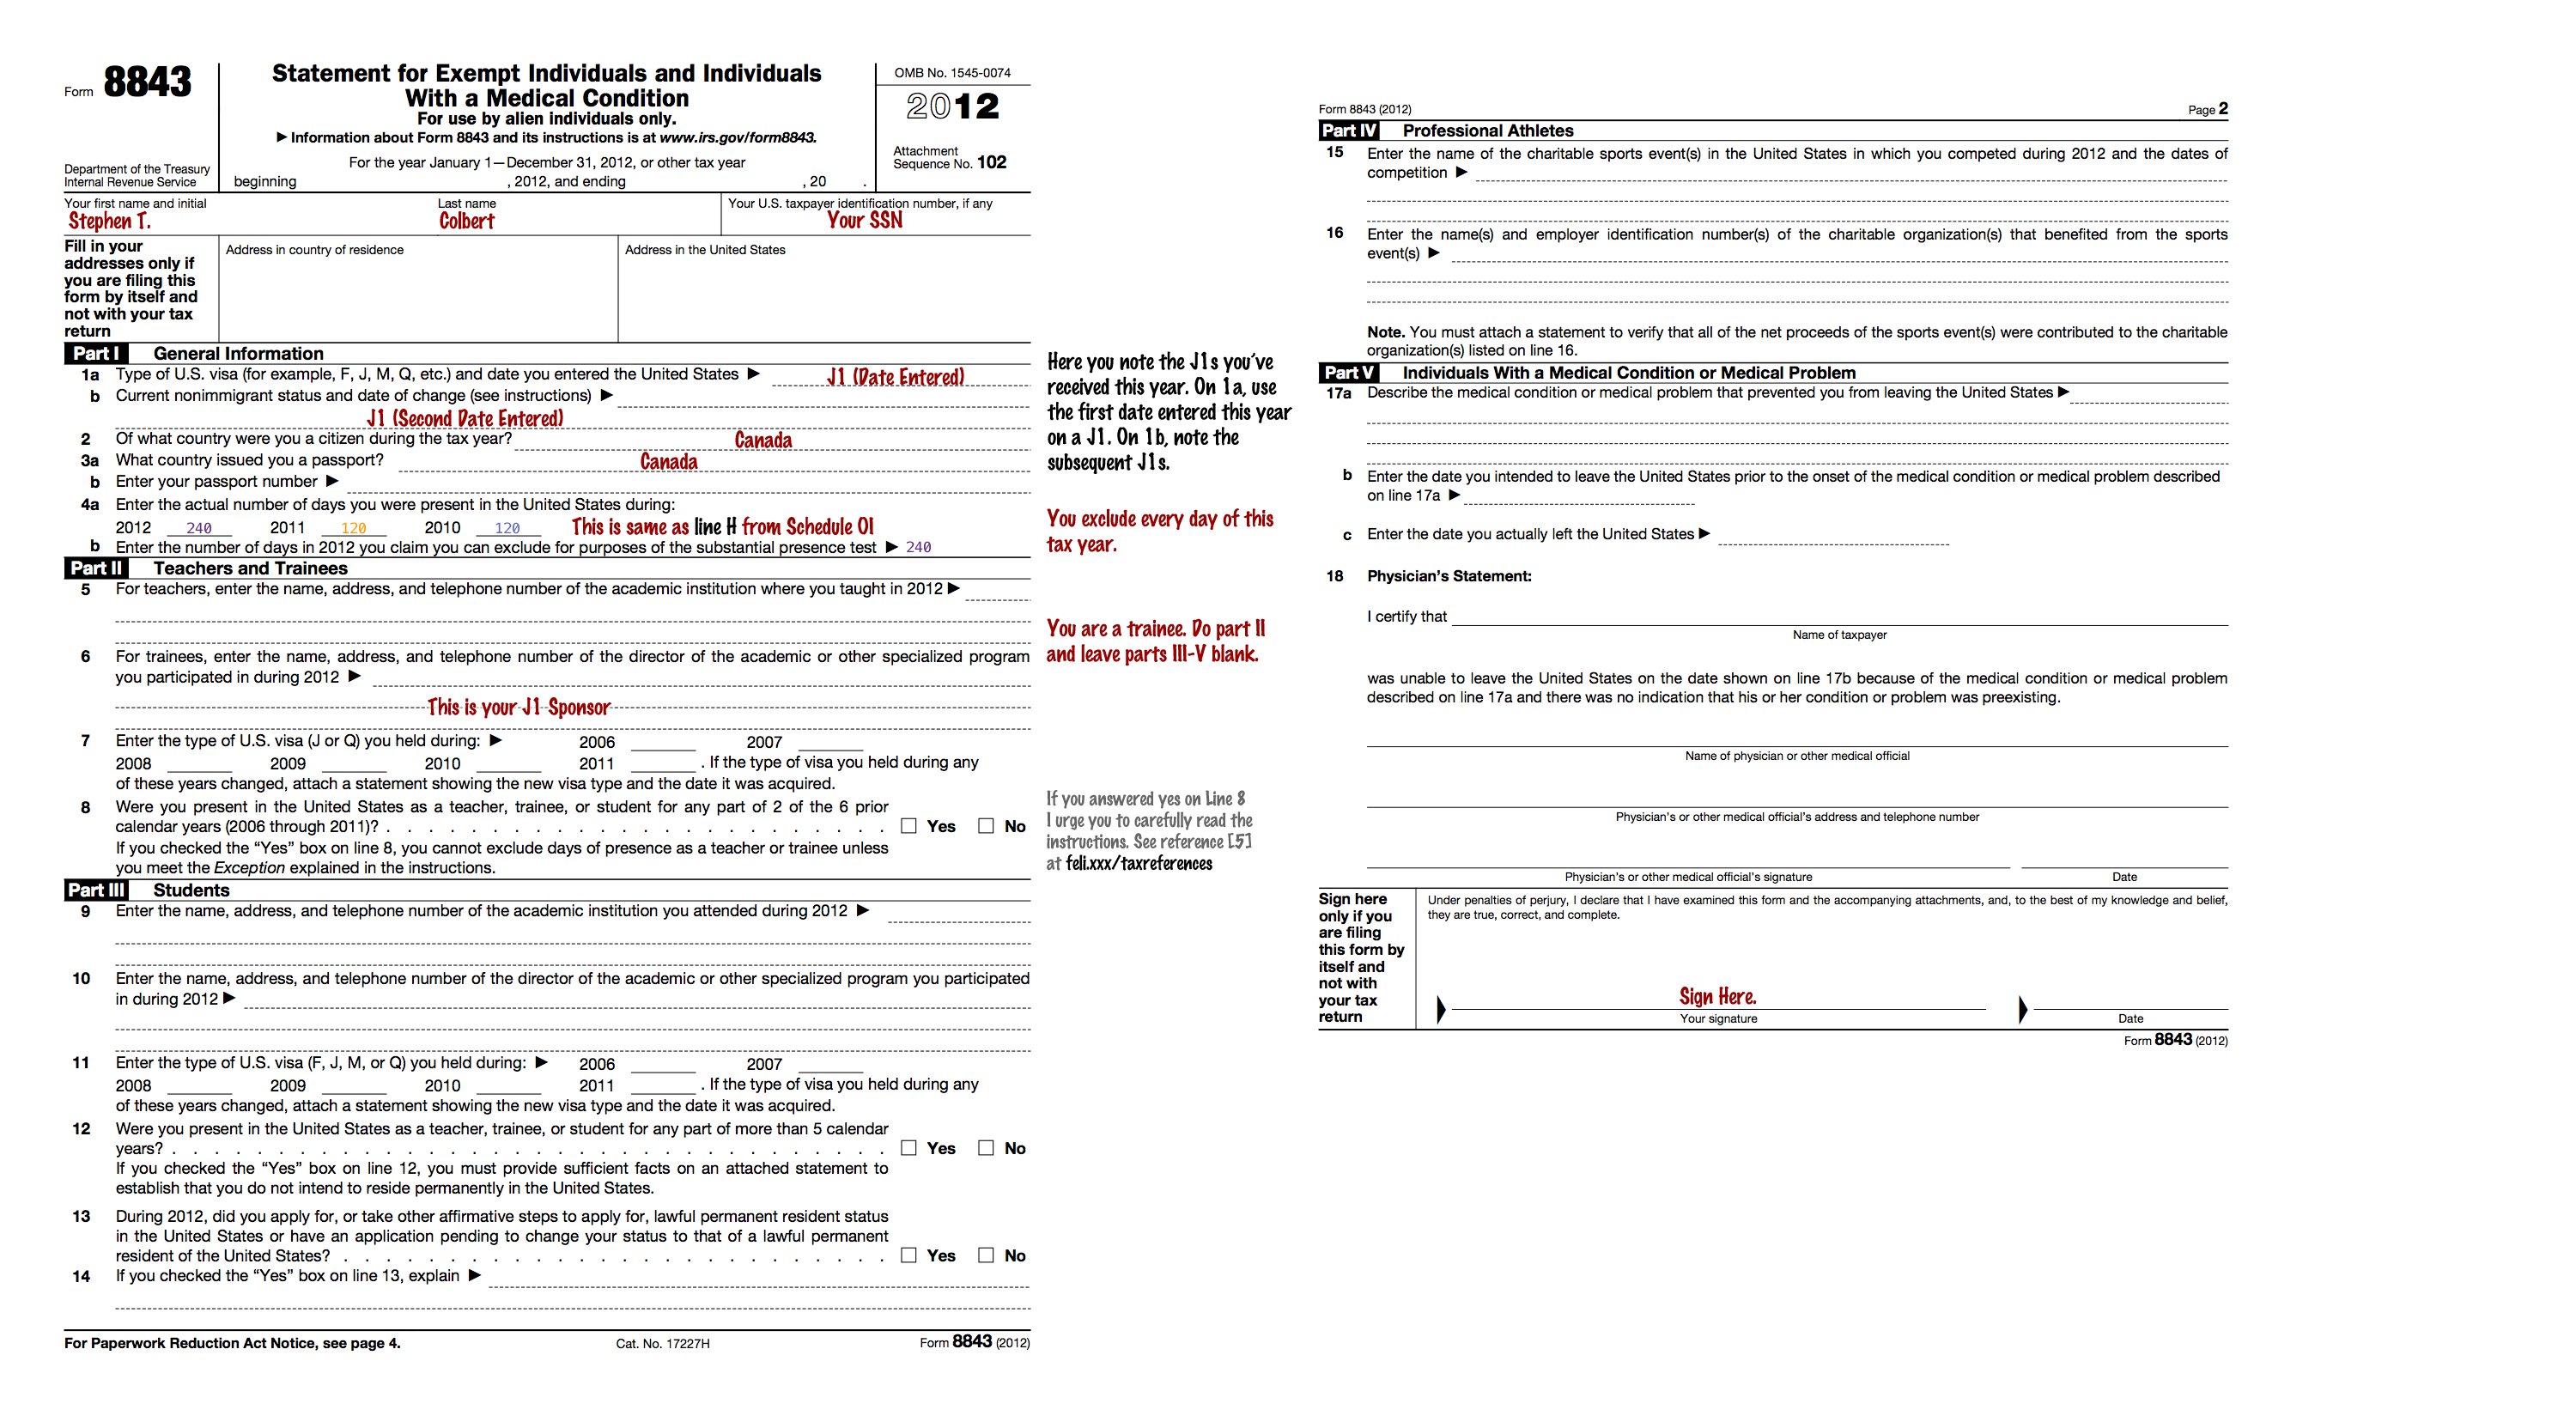 Form 8843
Statement for Exempt Individuals and Individuals
With a Medical Condition
For use by alien individuals only.
▶ Information about Form 8843 and its instructions is at www.irs.gov/form8843.
For the year January 1—December 31, 2012, or other tax year
beginning , 2012, and ending , 20 .
Department of the Treasury
Internal Revenue Service
OMB No. 1545-0074
2012
Attachment
Sequence No. 102
Your first name and initial
Stephen T.
Last name
Colbert
Your U.S. taxpayer identification number, if any
Your SSN
Fill in your
addresses only if
you are filing this
form by itself and
not with your tax
return
Address in country of residence
Address in the United States
Part I General Information
1a Type of U.S. visa (for example, F, J, M, Q, etc.) and date you entered the United States ▶ J1 (Date Entered)
b Current nonimmigrant status and date of change (see instructions) ▶
J1 (Second Date Entered)
2 Of what country were you a citizen during the tax year? Canada
3a What country issued you a passport? Canada
b Enter your passport number ▶
4a Enter the actual number of days you were present in the United States during:
2012 240 2011 120 2010 120 This is same as line H from Schedule OI
b Enter the number of days in 2012 you claim you can exclude for purposes of the substantial presence test ▶ 240
Here you note the J1s you've
received this year. On 1a, use
the first date entered this year
on a J1. On 1b, note the
subsequent J1s.
You exclude every day of this
tax year.
Part II Teachers and Trainees
5 For teachers, enter the name, address, and telephone number of the academic institution where you taught in 2012 ▶
6 For trainees, enter the name, address, and telephone number of the director of the academic or other specialized program
you participated in during 2012 ▶
This is your J1 Sponsor
You are a trainee. Do part II
and leave parts III-V blank.
7 Enter the type of U.S. visa (J or Q) you held during: ▶ 2006 2007
2008 2009 2010 2011 . If the type of visa you held during any
of these years changed, attach a statement showing the new visa type and the date it was acquired.
8 Were you present in the United States as a teacher, trainee, or student for any part of 2 of the 6 prior
calendar years (2006 through 2011)? . . . . . . . . . . . . . . . . . . . . Yes No
If you checked the “Yes” box on line 8, you cannot exclude days of presence as a teacher or trainee unless
you meet the Exception explained in the instructions.
If you answered yes on Line 8
I urge you to carefully read the
instructions. See reference [5]
at feli.xxx/taxreferences
Part III Students
9 Enter the name, address, and telephone number of the academic institution you attended during 2012 ▶
10 Enter the name, address, and telephone number of the director of the academic or other specialized program you participated
in during 2012 ▶
11 Enter the type of U.S. visa (F, J, M, or Q) you held during: ▶ 2006 2007
2008 2009 2010 2011 . If the type of visa you held during any
of these years changed, attach a statement showing the new visa type and the date it was acquired.
12 Were you present in the United States as a teacher, trainee, or student for any part of more than 5 calendar
years? . . . . . . . . . . . . . . . . . . . . . . . . . . . . Yes No
If you checked the “Yes” box on line 12, you must provide sufficient facts on an attached statement to
establish that you do not intend to reside permanently in the United States.
13 During 2012, did you apply for, or take other affirmative steps to apply for, lawful permanent resident status
in the United States or have an application pending to change your status to that of a lawful permanent
resident of the United States? . . . . . . . . . . . . . . . . . . . . . Yes No
14 If you checked the “Yes” box on line 13, explain ▶
For Paperwork Reduction Act Notice, see page 4. Cat. No. 17227H Form 8843 (2012)
Form 8843 (2012) Page 2
Part IV Professional Athletes
15 Enter the name of the charitable sports event(s) in the United States in which you competed during 2012 and the dates of
competition ▶
16 Enter the name(s) and employer identification number(s) of the charitable organization(s) that benefited from the sports
event(s) ▶
Note. You must attach a statement to verify that all of the net proceeds of the sports event(s) were contributed to the charitable
organization(s) listed on line 16.
Part V Individuals With a Medical Condition or Medical Problem
17a Describe the medical condition or medical problem that prevented you from leaving the United States ▶
b Enter the date you intended to leave the United States prior to the onset of the medical condition or medical problem described
on line 17a ▶
c Enter the date you actually left the United States ▶
18 Physician’s Statement:
I certify that
Name of taxpayer
was unable to leave the United States on the date shown on line 17b because of the medical condition or medical problem
described on line 17a and there was no indication that his or her condition or problem was preexisting.
Name of physician or other medical official
Physician’s or other medical official’s address and telephone number
Physician’s or other medical official’s signature Date
Sign here
only if you
are filing
this form by
itself and
not with
your tax
return
Under penalties of perjury, I declare that I have examined this form and the accompanying attachments, and, to the best of my knowledge and belief,
they are true, correct, and complete.
Sign Here.
Your signature Date
Form 8843 (2012)